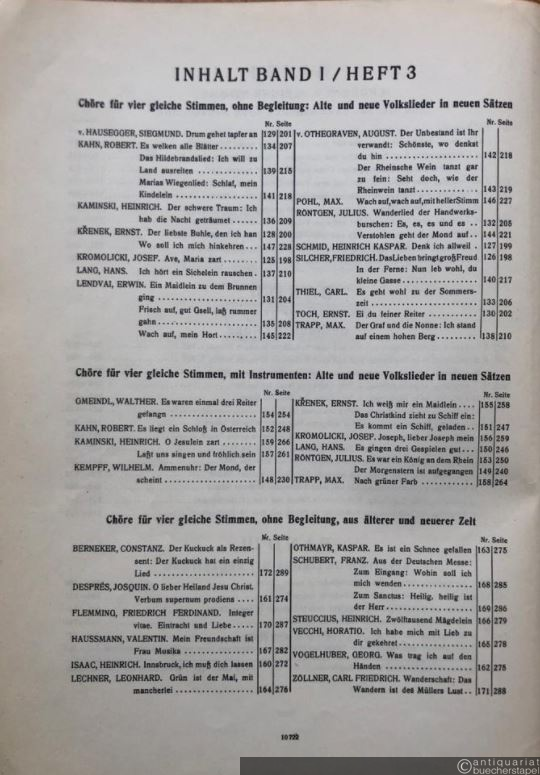 INHALT BAND I / HEFT 3
Chöre für vier gleiche Stimmen, ohne Begleitung: Alte und neue Volkslieder in neuen Sätzen
Nr. Seite
v. HAUSEGGER, SIEGMUND. Drum gehet tapfer an 129 201
KAHN, ROBERT. Es welken alle Blätter ........ 134 207
Das Hildebrandslied: Ich will zu
Land ausreiten ............ 139 215
Marias Wiegenlied: Schlaf, mein
Kindelein ............ 141 218
KAMINSKI, HEINRICH. Der schwere Traum: Ich
hab die Nacht geträumet ...... 136 209
KŘENEK, ERNST. Der liebste Buhle, den ich han 128 200
Wo soll ich mich hinkehren... 147 228
KROMOLICKI, JOSEF. Ave, Maria zart: ...... 125 198
LANG, HANS. Ich hört ein Sichelein rauschen. 137 210
LENDVAI, ERWIN. Ein Maidlein zu dem Brunnen
ging .................. 131 204
Frisch auf, gut Gsell, laß rummer
gahn .................. 135 208
Wach auf, mein Hort ........ 145 222
Nr. Seite
v. OTHEGRAVEN, AUGUST. Der Unbestand ist Ihr
verwandt: Schönste, wo denkst
du hin .................. 142 218
Der Rheinsche Wein tanzt gar
zu fein: Seht doch, wie der
Rheinwein tanzt ............ 143 219
POHL, MAX. Wach auf, wach auf, mit heller Stimm 146 227
RÖNTGEN, JULIUS. Wanderlied der Handwerks-
burschen: Es, es, es und es .. 132 205
Verstohlen geht der Mond auf.. 144 221
SCHMID, HEINRICH KASPAR. Denk ich allweil . 127 199
SILCHER, FRIEDRICH. Das Lieben bringt groß Freud 126 198
In der Ferne: Nun leb wohl, du
kleine Gasse .............. 140 217
THIEL, CARL. Es geht wohl zu der Sommers-
zeit .................. 133 206
TOCH, ERNST. Ei du feiner Reiter .......... 130 202
TRAPP, MAX. Der Graf und die Nonne: Ich stand
auf einem hohen Berg ........ 138 210
Chöre für vier gleiche Stimmen, mit Instrumenten: Alte und neue Volkslieder in neuen Sätzen
Nr. Seite
GMEINDL, WALTHER. Es waren einmal drei Reiter
gefangen .................. 154 254
KAHN, ROBERT. Es liegt ein Schloß in Österreich 152 248
KAMINSKI, HEINRICH. O Jesulein zart ........ 159 266
Laßt uns singen und fröhlich sein 157 261
KEMPFF, WILHELM. Ammenuhr: Der Mond, der
scheint .................. 148 230
Nr. Seite
KŘENEK, ERNST. Ich weiß mir ein Maidlein.... 155 258
Das Christkind zieht zu Schiff ein:
Es kommt ein Schiff, geladen.. 151 247
KROMOLICKI, JOSEF. Joseph, lieber Joseph mein 156 259
LANG, HANS. Es gingen drei Gespielen gut... 150 246
RÖNTGEN, JULIUS. Es war ein König an dem Rhein 153 250
Der Morgenstern ist aufgegangen 149 240
TRAPP, MAX. Nach grüner Farb .......... 158 264
Chöre für vier gleiche Stimmen, ohne Begleitung, aus älterer und neuerer Zeit
Nr. Seite
BERNEKER, CONSTANZ. Der Kuckuck als Rezen-
sent: Der Kuckuck hat ein einzig
Lied .................. 172 289
DESPRÉS, JOSQUIN. O lieber Heiland Jesu Christ.
Verbum supernum prodiens .... 161 274
FLEMMING, FRIEDRICH FERDINAND. Integer
vitae. Eintracht und Liebe..... 170 287
HAUSSMANN, VALENTIN. Mein Freundschaft ist
Frau Musika .............. 167 282
ISAAC, HEINRICH. Innsbruck, ich muß dich lassen 160 272
LECHNER, LEONHARD. Grün ist der Mai, mit
mancherlei .................. 164 276
Nr. Seite
OTHMAYR, KASPAR. Es ist ein Schnee gefallen 163 275
SCHUBERT, FRANZ. Aus der Deutschen Messe:
Zum Eingang: Wohin soll ich
mich wenden .............. 168 285
Zum Sanctus: Heilig, heilig ist
der Herr .................. 169 286
STEUCCIUS, HEINRICH. Zwölftausend Mägdelein 166 279
VECCHI, HORATIO. Ich habe mich mit Lieb zu
dir gekehret .............. 165 278
VOGELHUBER, GEORG. Was trag ich auf den
Händen .................. 162 275
ZÖLLNER, CARL FRIEDRICH. Wanderschaft: Das
Wandern ist des Müllers Lust.. 171 288
10722
© antiquariat
buecherstapel